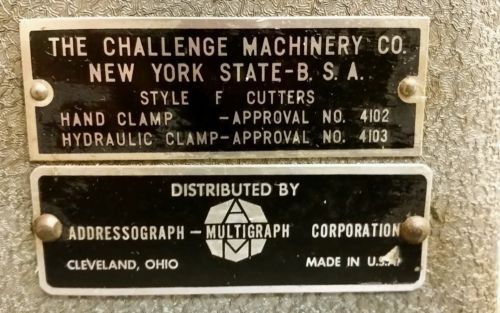 THE CHALLENGE MACHINERY CO.
NEW YORK STATE-B. S. A.
STYLE F CUTTERS
HAND CLAMP -APPROVAL NO. 4102
HYDRAULIC CLAMP-APPROVAL NO. 4103
DISTRIBUTED BY
ADDRESSOGRAPH - MULTIGRAPH CORPORATION
CLEVELAND, OHIO MADE IN U.S.A.